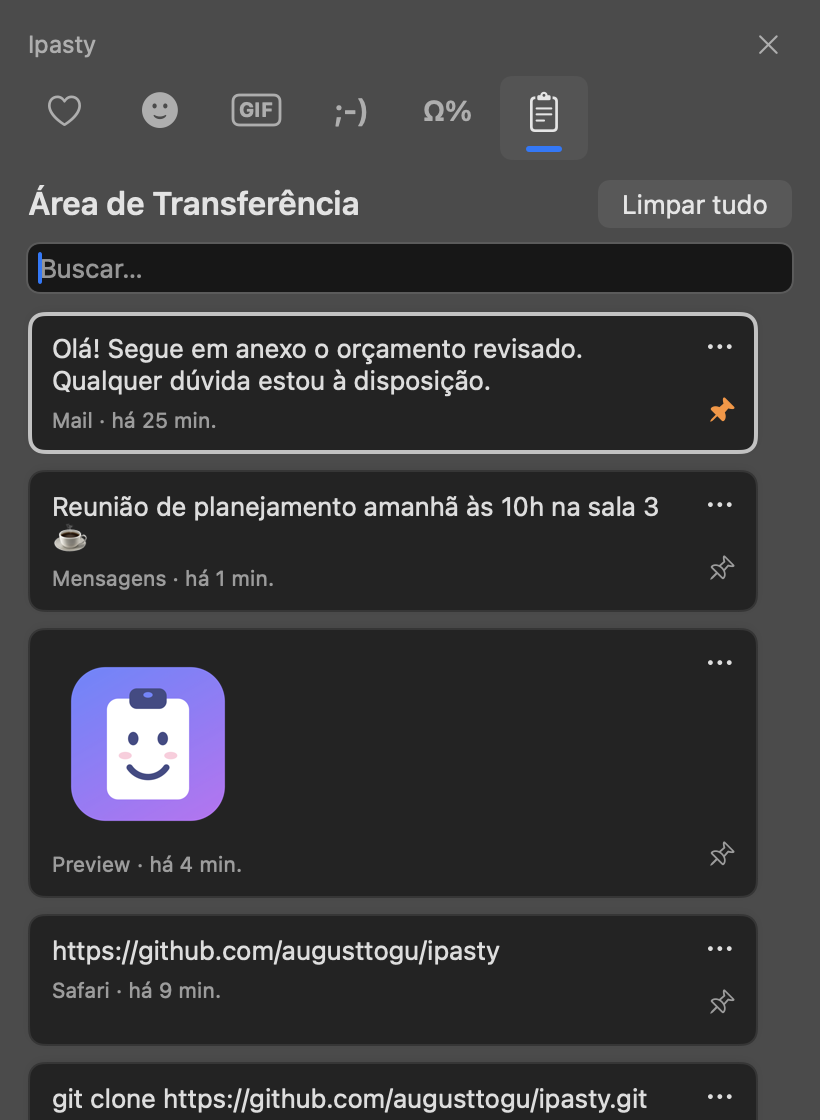 Ipasty
GIF
;-)
Ω%
Área de Transferência
Limpar tudo
Buscar...
Olá! Segue em anexo o orçamento revisado.
Qualquer dúvida estou à disposição.
Mail · há 25 min.
Reunião de planejamento amanhã às 10h na sala 3
☕
Mensagens · há 1 min.
Preview · há 4 min.
https://github.com/augusttogu/ipasty
Safari · há 9 min.
git clone https://github.com/augusttogu/ipasty.git